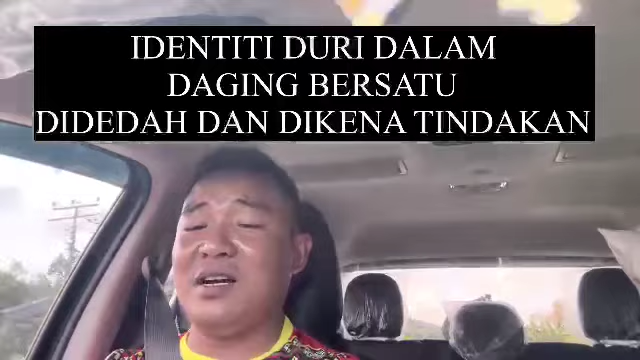 IDENTITI DURI DALAM
DAGING BERSATU
DIDEDAH DAN DIKENA TINDAKAN